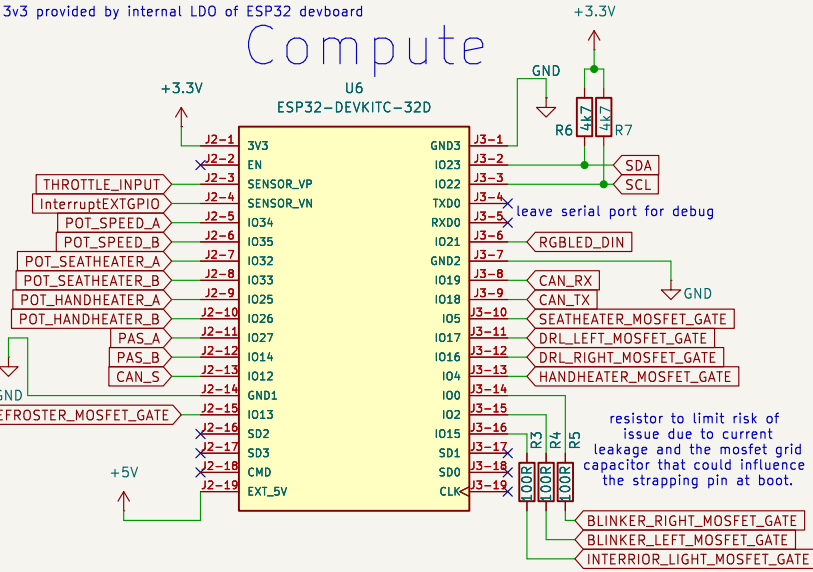 3v3 provided by internal LDO of ESP32 devboard
Compute
+3.3V
+3.3V
GND
U6
ESP32-DEVKITC-32D
R6 4k7 4k7 R7
J2-1 3V3 GND3 J3-1
J2-2 EN IO23 J3-2 SDA
THROTTLE_INPUT J2-3 SENSOR_VP IO22 J3-3 SCL
InterruptEXTGPIO J2-4 SENSOR_VN TXD0 J3-4
leave serial port for debug
POT_SPEED_A J2-5 IO34 RXD0 J3-5
POT_SPEED_B J2-6 IO35 IO21 J3-6 RGBLED_DIN
POT_SEATHEATER_A J2-7 IO32 GND2 J3-7
POT_SEATHEATER_B J2-8 IO33 IO19 J3-8 CAN_RX
GND
POT_HANDHEATER_A J2-9 IO25 IO18 J3-9 CAN_TX
POT_HANDHEATER_B J2-10 IO26 IO5 J3-10 SEATHEATER_MOSFET_GATE
PAS_A J2-11 IO27 IO17 J3-11 DRL_LEFT_MOSFET_GATE
PAS_B J2-12 IO14 IO16 J3-12 DRL_RIGHT_MOSFET_GATE
CAN_S J2-13 IO12 IO4 J3-13 HANDHEATER_MOSFET_GATE
GND J2-14 GND1 IO0 J3-14
EFROSTER_MOSFET_GATE J2-15 IO13 IO2 J3-15
J2-16 SD2 IO15 J3-16
J2-17 SD3 SD1 J3-17
J2-18 CMD SD0 J3-18
J2-19 EXT_5V CLK J3-19
+5V
R3 R4 R5
100R 100R 100R
resistor to limit risk of
issue due to current
leakage and the mosfet grid
capacitor that could influence
the strapping pin at boot.
BLINKER_RIGHT_MOSFET_GATE
BLINKER_LEFT_MOSFET_GATE
INTERRIOR_LIGHT_MOSFET_GATE